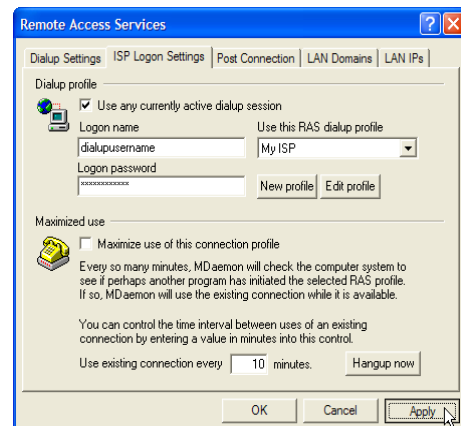 Remote Access Services
Dialup Settings ISP Logon Settings Post Connection LAN Domains LAN IPs
Dialup profile
Use any currently active dialup session
Logon name Use this RAS dialup profile
dialupusername My ISP
Logon password
xxxxxxxxxxxx New profile Edit profile
Maximized use
Maximize use of this connection profile
Every so many minutes, MDaemon will check the computer system to
see if perhaps another program has initiated the selected RAS profile.
If so, MDaemon will use the existing connection while it is available.
You can control the time interval between uses of an existing
connection by entering a value in minutes into this control.
Use existing connection every 10 minutes. Hangup now
OK Cancel Apply